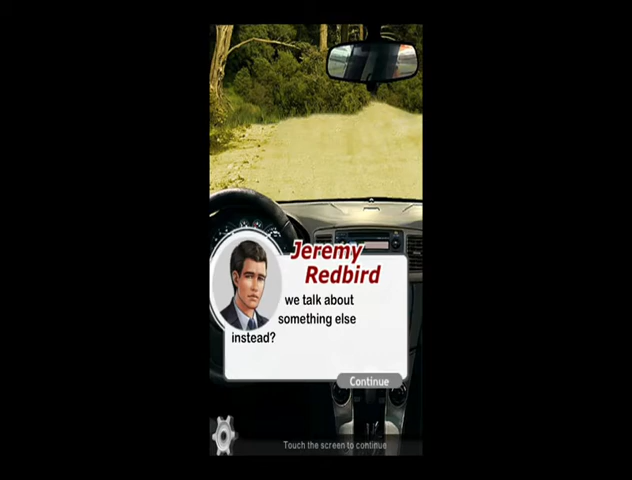 Jeremy
Redbird
we talk about
something else
instead?
Continue
Touch the screen to continue